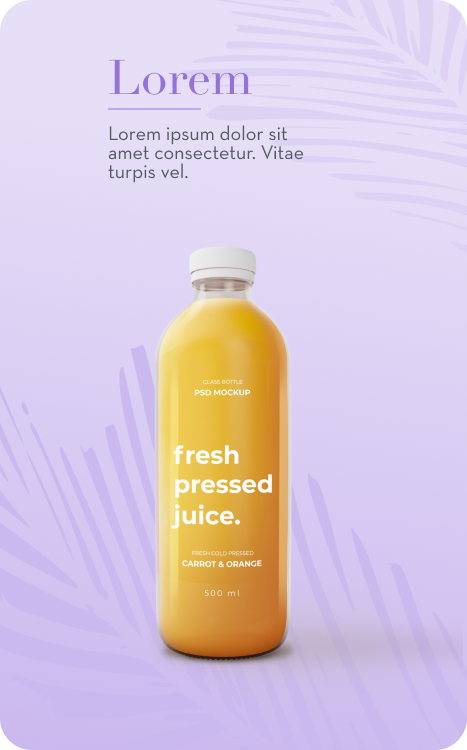 Lorem
Lorem ipsum dolor sit
amet consectetur. Vitae
turpis vel.
GLASS BOTTLE
PSD MOCKUP
fresh
pressed
juice.
FRESH COLD PRESSED
CARROT & ORANGE
500 ml